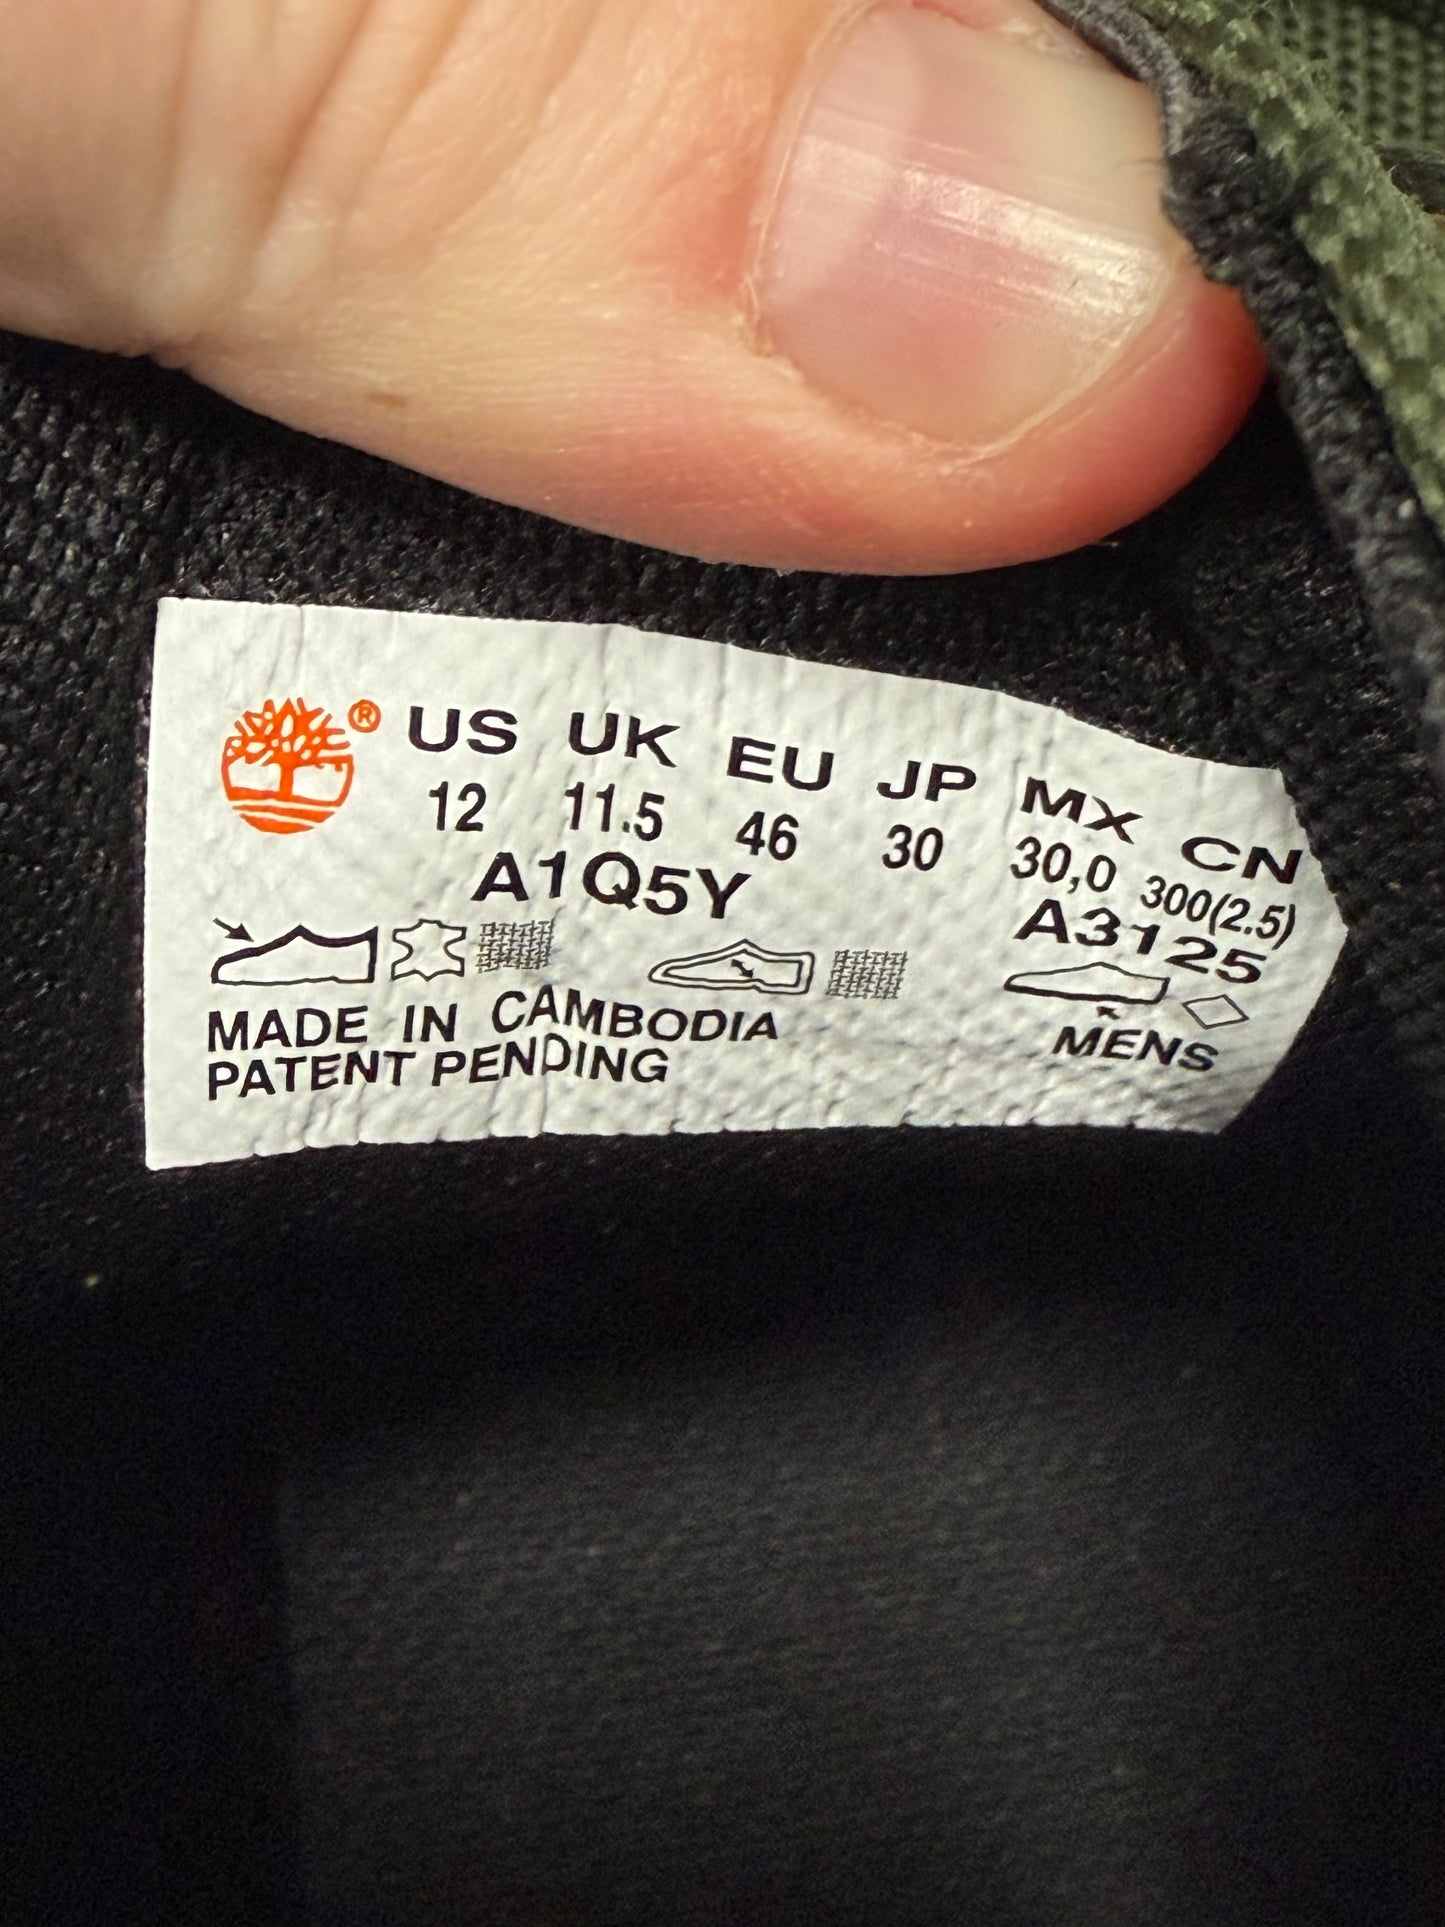 ® US UK EU JP MX CN
12 11.5 46 30 30,0 300(2.5)
A1Q5Y A3125
MADE IN CAMBODIA
PATENT PENDING MENS